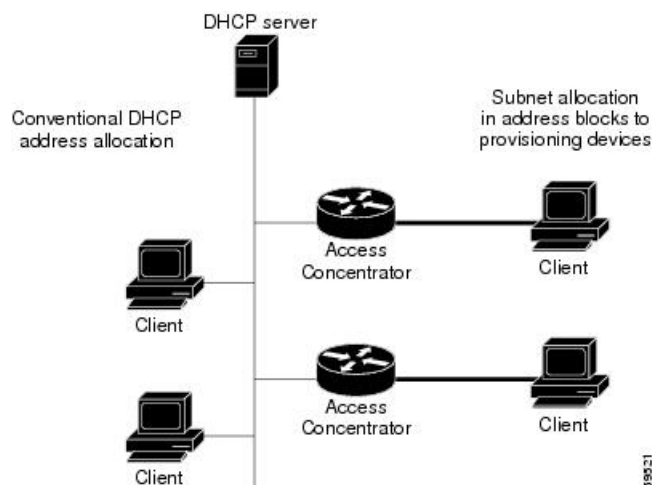 DHCP server
Conventional DHCP
address allocation
Subnet allocation
in address blocks to
provisioning devices
Access
Concentrator
Client
Client
Access
Concentrator
Client
Client